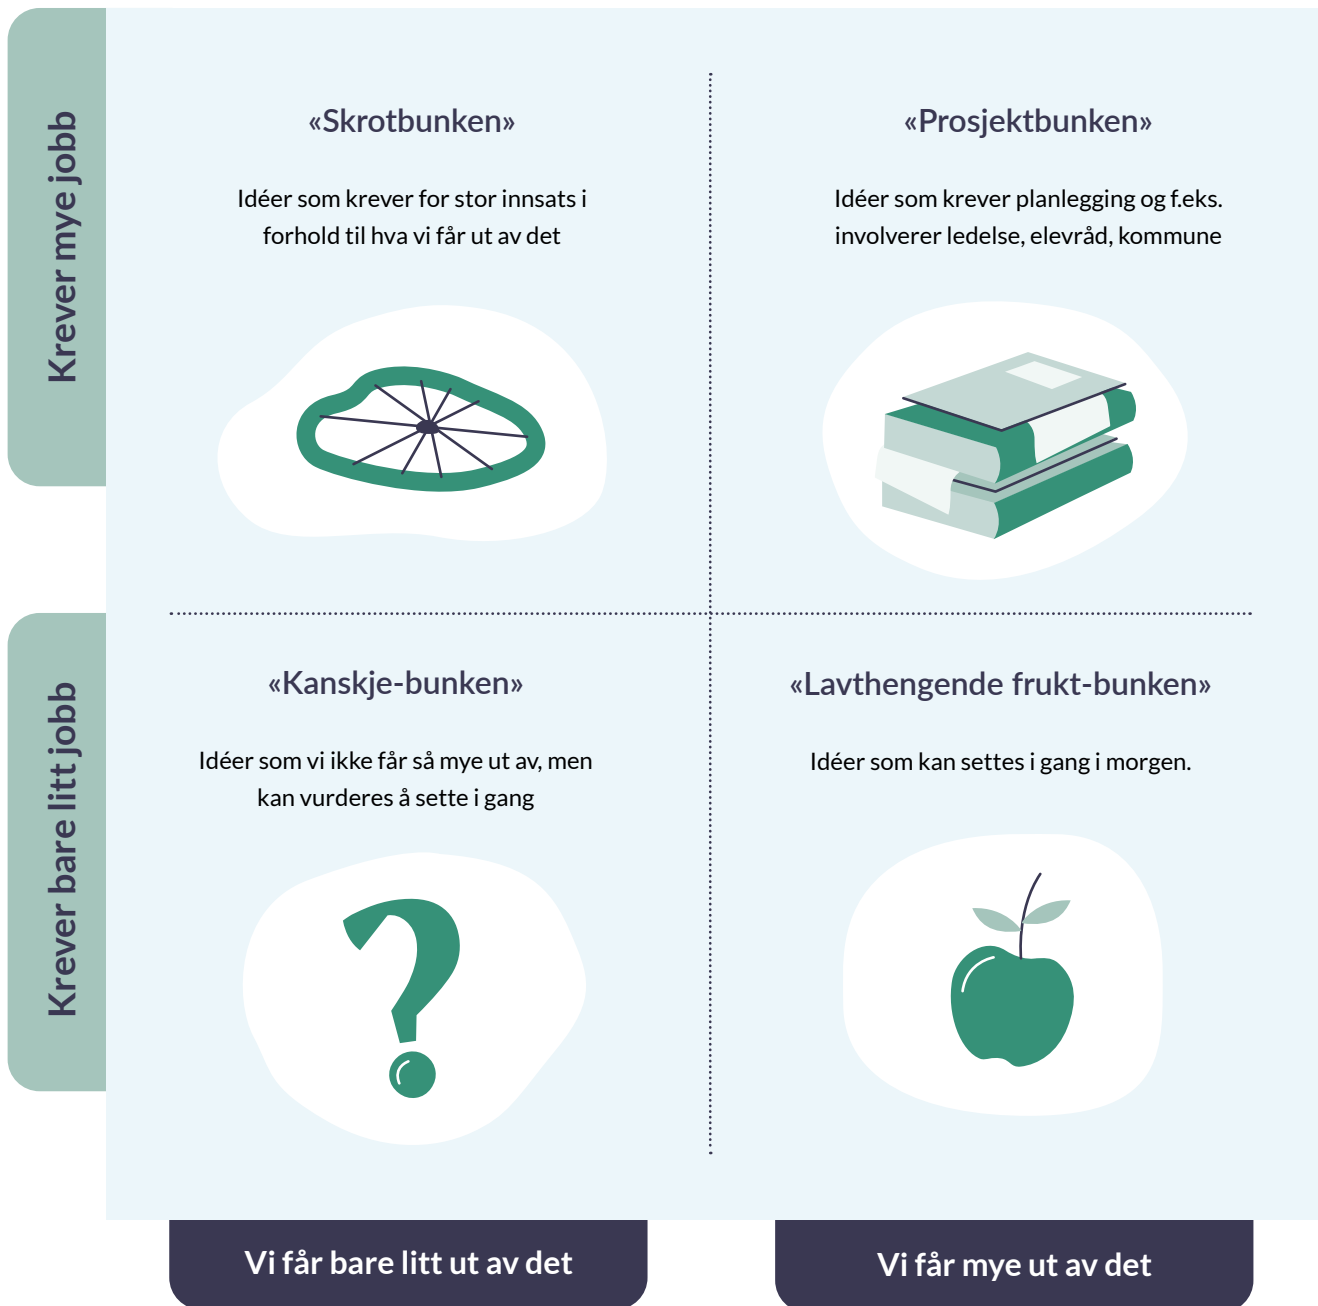 Krever mye jobb
«Skrotbunken»
Idéer som krever for stor innsats i
forhold til hva vi får ut av det
«Prosjektbunken»
Idéer som krever planlegging og f.eks.
involverer ledelse, elevråd, kommune
Krever bare litt jobb
«Kanskje-bunken»
Idéer som vi ikke får så mye ut av, men
kan vurderes å sette i gang
«Lavthengende frukt-bunken»
Idéer som kan settes i gang i morgen.
Vi får bare litt ut av det
Vi får mye ut av det